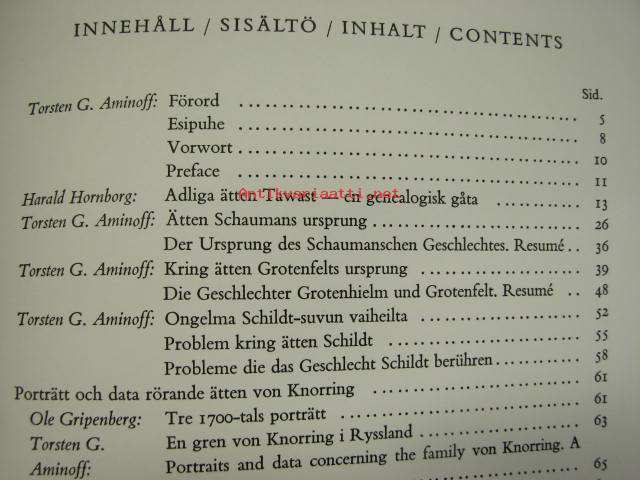 INNEHÅLL / SISÄLTÖ / INHALT / CONTENTS
Sid.
Torsten G. Aminoff: Förord 5
Esipuhe 8
Vorwort 10
Preface 11
Antikvariaatti.net
Harald Hornborg: Adliga ätten Tawast — en genealogisk gåta 13
Torsten G. Aminoff: Ätten Schaumans ursprung 26
Der Ursprung des Schaumanschen Geschlechtes. Resumé 36
Torsten G. Aminoff: Kring ätten Grotenfelts ursprung 39
Die Geschlechter Grotenhielm und Grotenfelt. Resumé 48
Torsten G. Aminoff: Ongelma Schildt-suvun vaiheilta 52
Problem kring ätten Schildt 55
Probleme die das Geschlecht Schildt berühren 58
Porträtt och data rörande ätten von Knorring 61
Ole Gripenberg: Tre 1700-tals porträtt 61
Torsten G. En gren von Knorring i Ryssland 63
Aminoff: Portraits and data concerning the family von Knorring. A
65